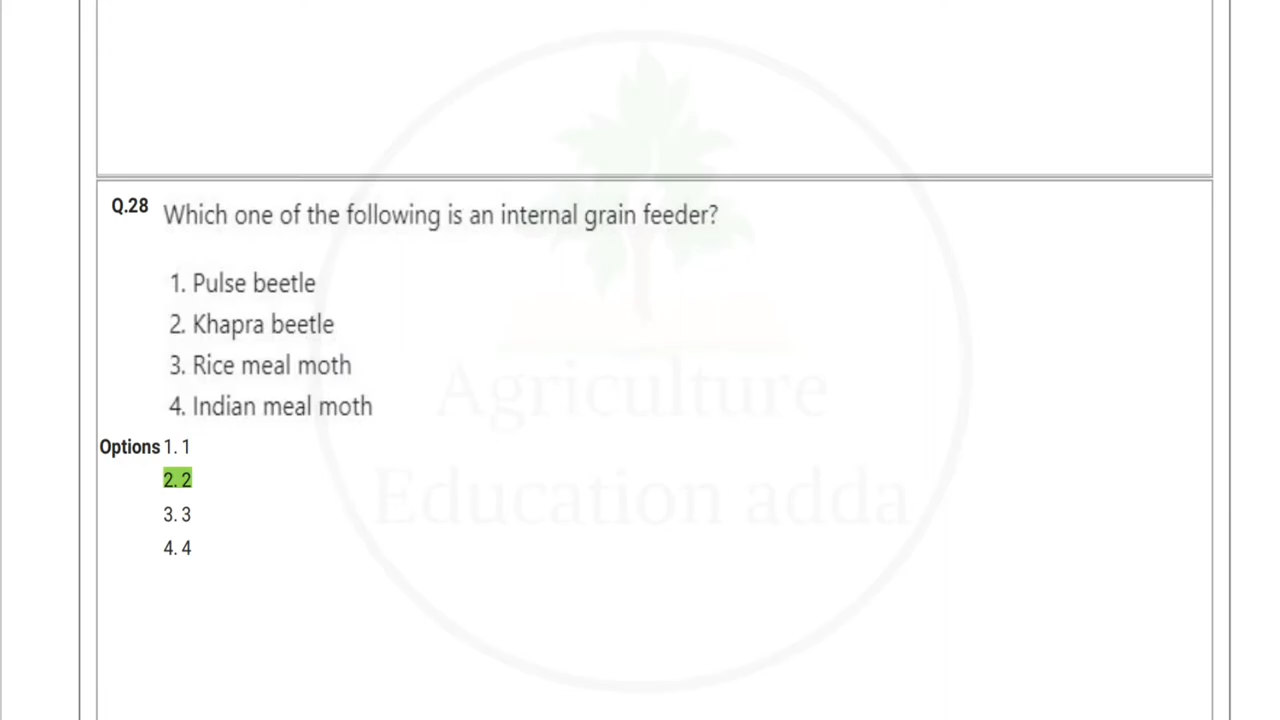 Q.28 Which one of the following is an internal grain feeder?
1. Pulse beetle
2. Khapra beetle
3. Rice meal moth
4. Indian meal moth
Agriculture
Options 1. 1
2. 2
Education adda
3. 3
4. 4